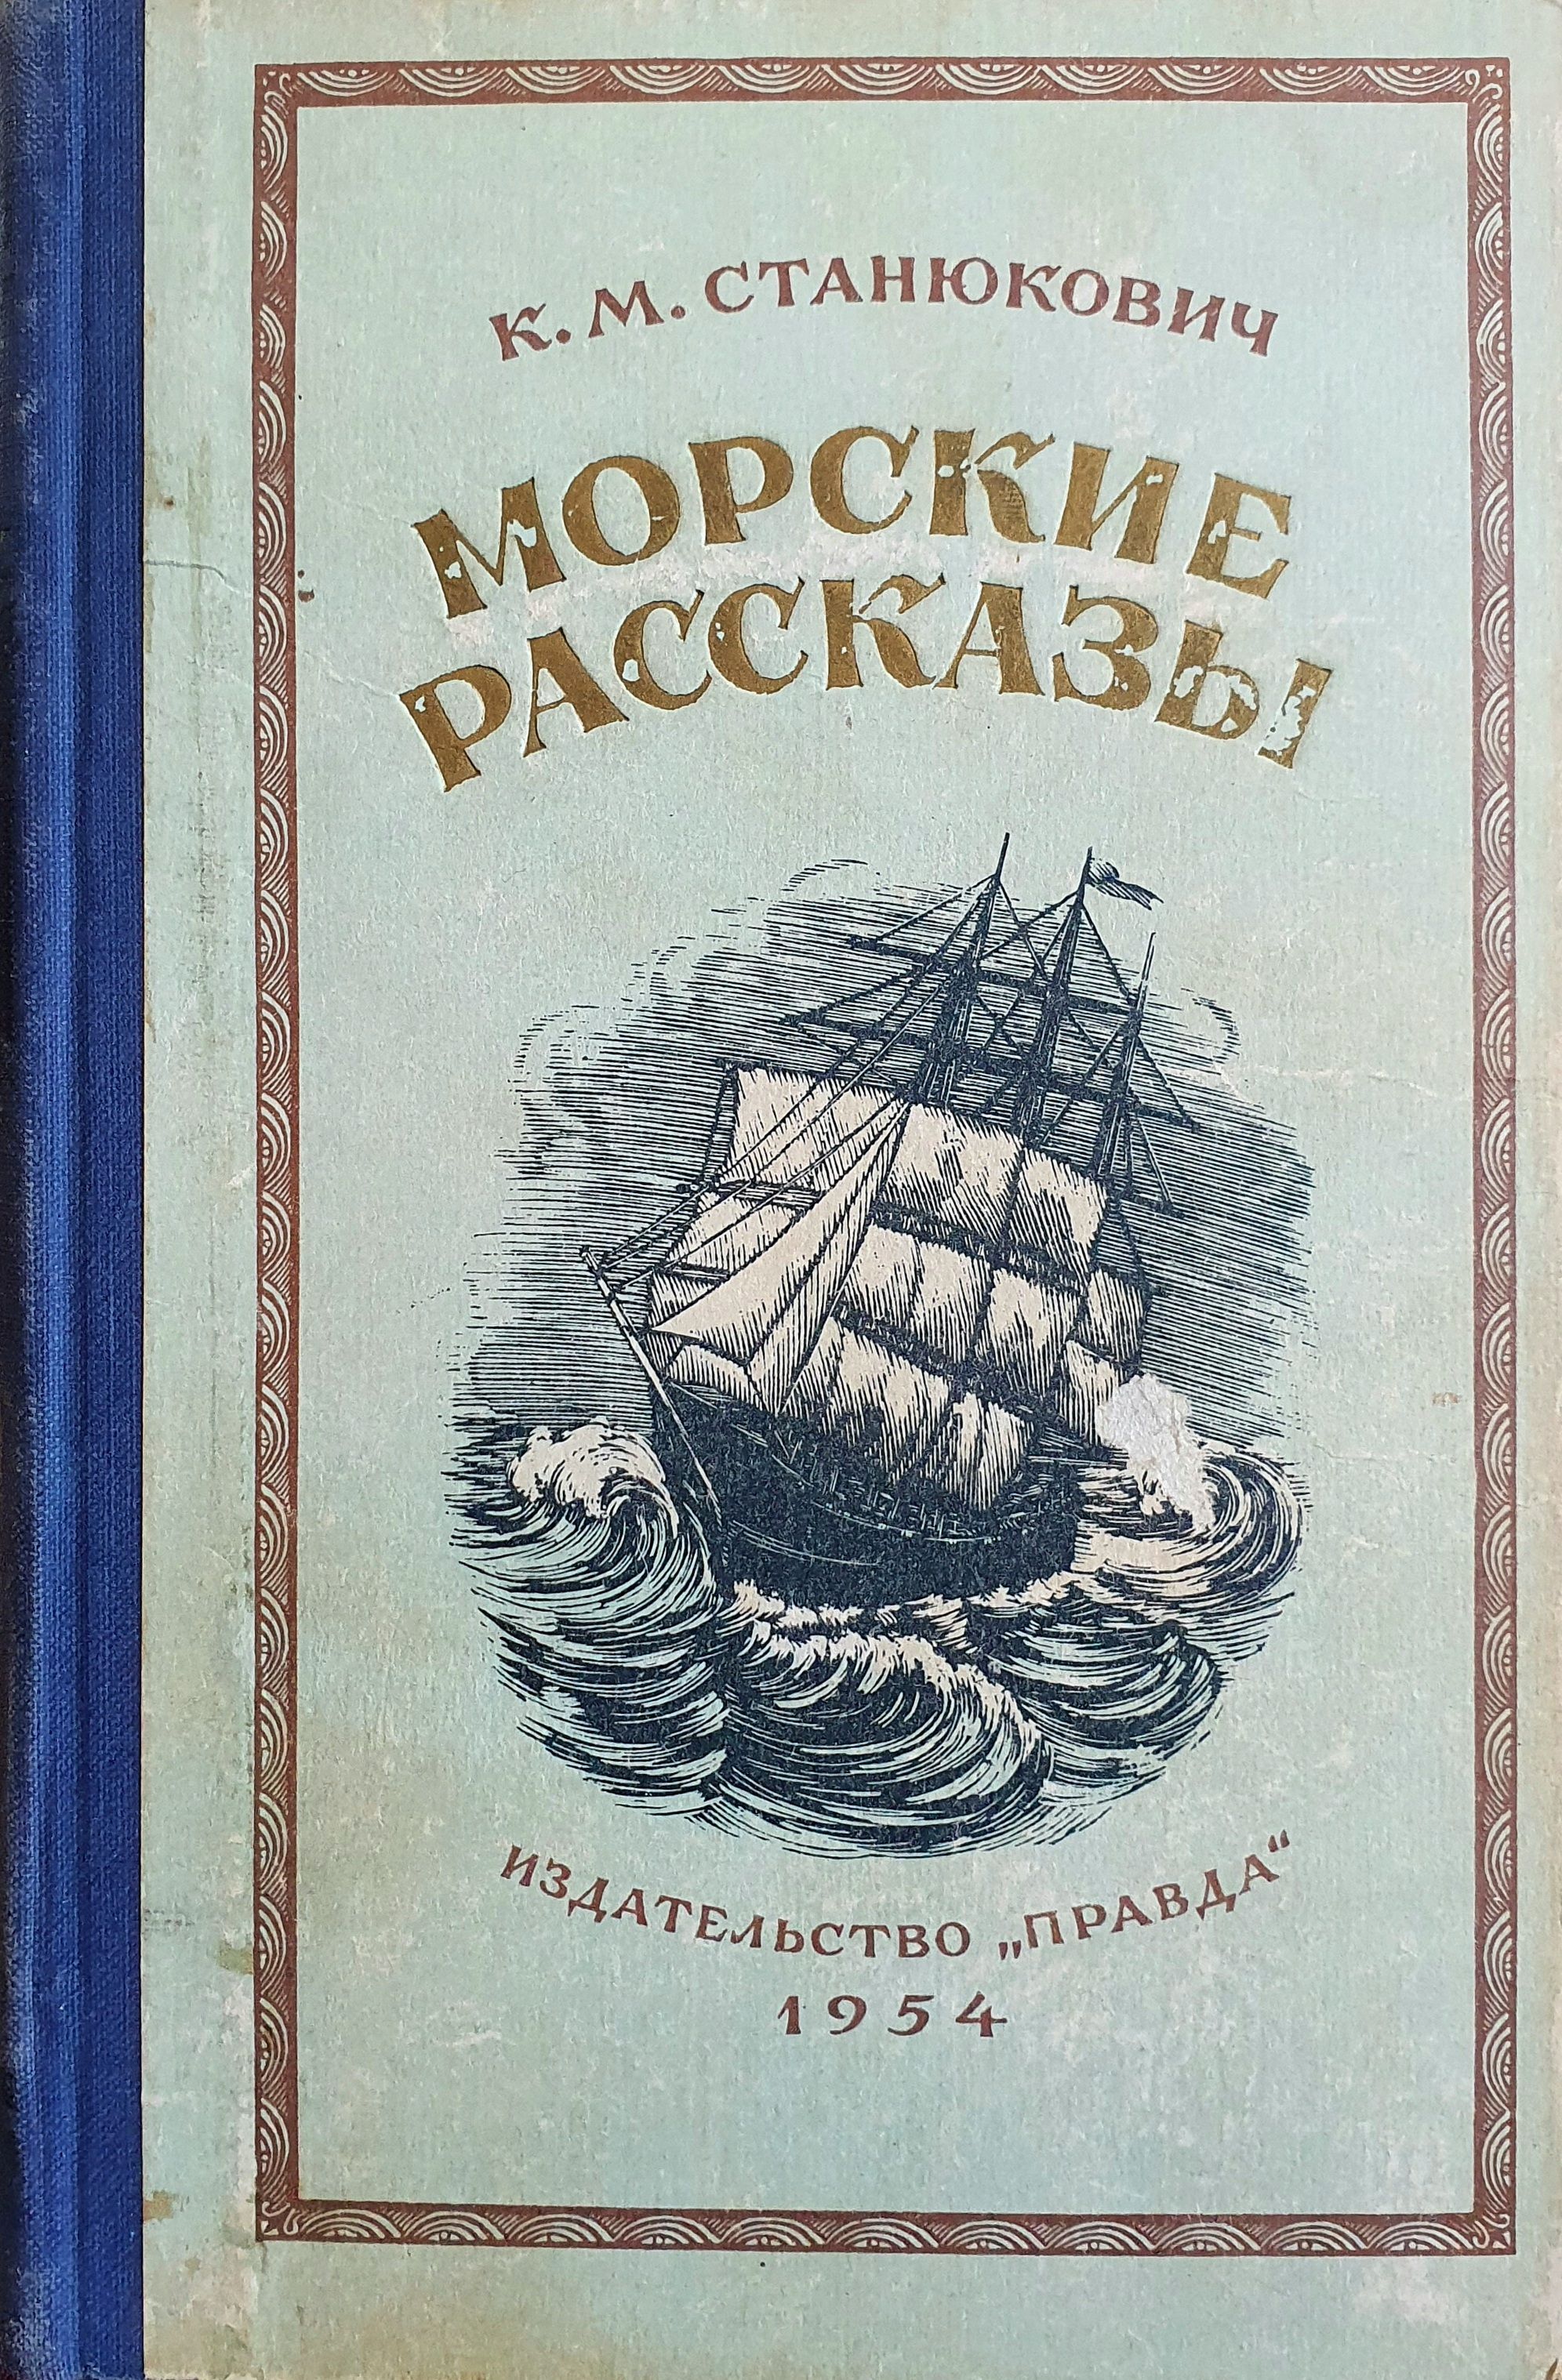 К. М. СТАНЮКОВИЧ
МОРСКИЕ
РАССКАЗЫ
ИЗДАТЕЛЬСТВО „ПРАВДА“
1954